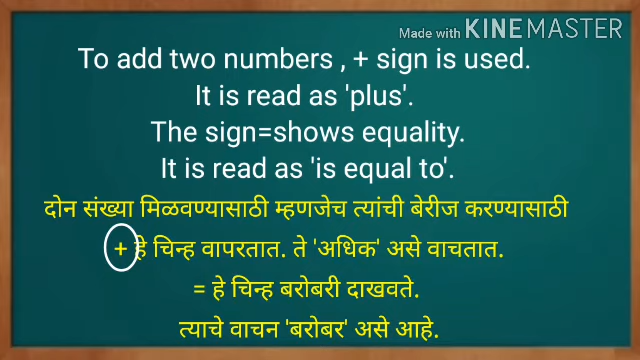 Made with KINEMASTER
To add two numbers , + sign is used.
It is read as 'plus'.
The sign=shows equality.
It is read as 'is equal to'.
दोन संख्या मिळवण्यासाठी म्हणजेच त्यांची बेरीज करण्यासाठी
+ हे चिन्ह वापरतात. ते 'अधिक' असे वाचतात.
= हे चिन्ह बरोबरी दाखवते.
त्याचे वाचन 'बरोबर' असे आहे.